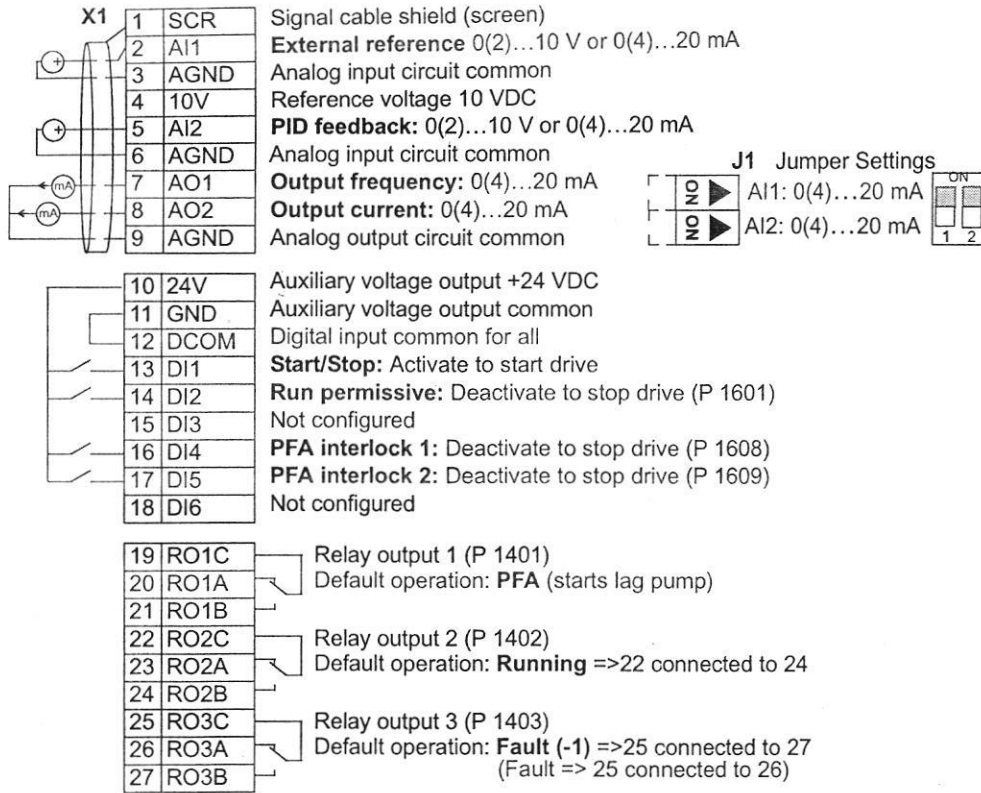 X1
1 SCR Signal cable shield (screen)
2 AI1 External reference 0(2)...10 V or 0(4)...20 mA
3 AGND Analog input circuit common
4 10V Reference voltage 10 VDC
5 AI2 PID feedback: 0(2)...10 V or 0(4)...20 mA
6 AGND Analog input circuit common
7 AO1 Output frequency: 0(4)...20 mA
8 AO2 Output current: 0(4)...20 mA
9 AGND Analog output circuit common
mA
mA
J1 Jumper Settings
ON AI1: 0(4)...20 mA
ON AI2: 0(4)...20 mA
ON
1 2
10 24V Auxiliary voltage output +24 VDC
11 GND Auxiliary voltage output common
12 DCOM Digital input common for all
13 DI1 Start/Stop: Activate to start drive
14 DI2 Run permissive: Deactivate to stop drive (P 1601)
15 DI3 Not configured
16 DI4 PFA interlock 1: Deactivate to stop drive (P 1608)
17 DI5 PFA interlock 2: Deactivate to stop drive (P 1609)
18 DI6 Not configured
19 RO1C Relay output 1 (P 1401)
20 RO1A Default operation: PFA (starts lag pump)
21 RO1B
22 RO2C Relay output 2 (P 1402)
23 RO2A Default operation: Running =>22 connected to 24
24 RO2B
25 RO3C Relay output 3 (P 1403)
26 RO3A Default operation: Fault (-1) =>25 connected to 27
27 RO3B (Fault => 25 connected to 26)